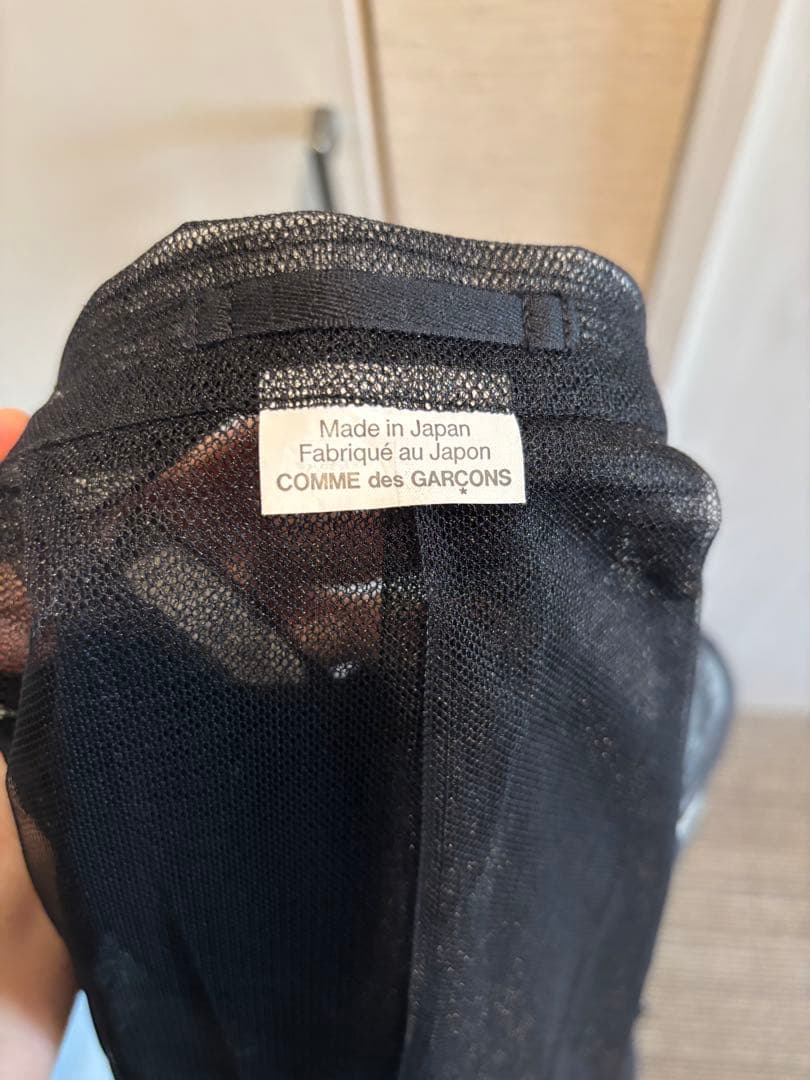 Made in Japan
Fabriqué au Japon
COMME des GARÇONS